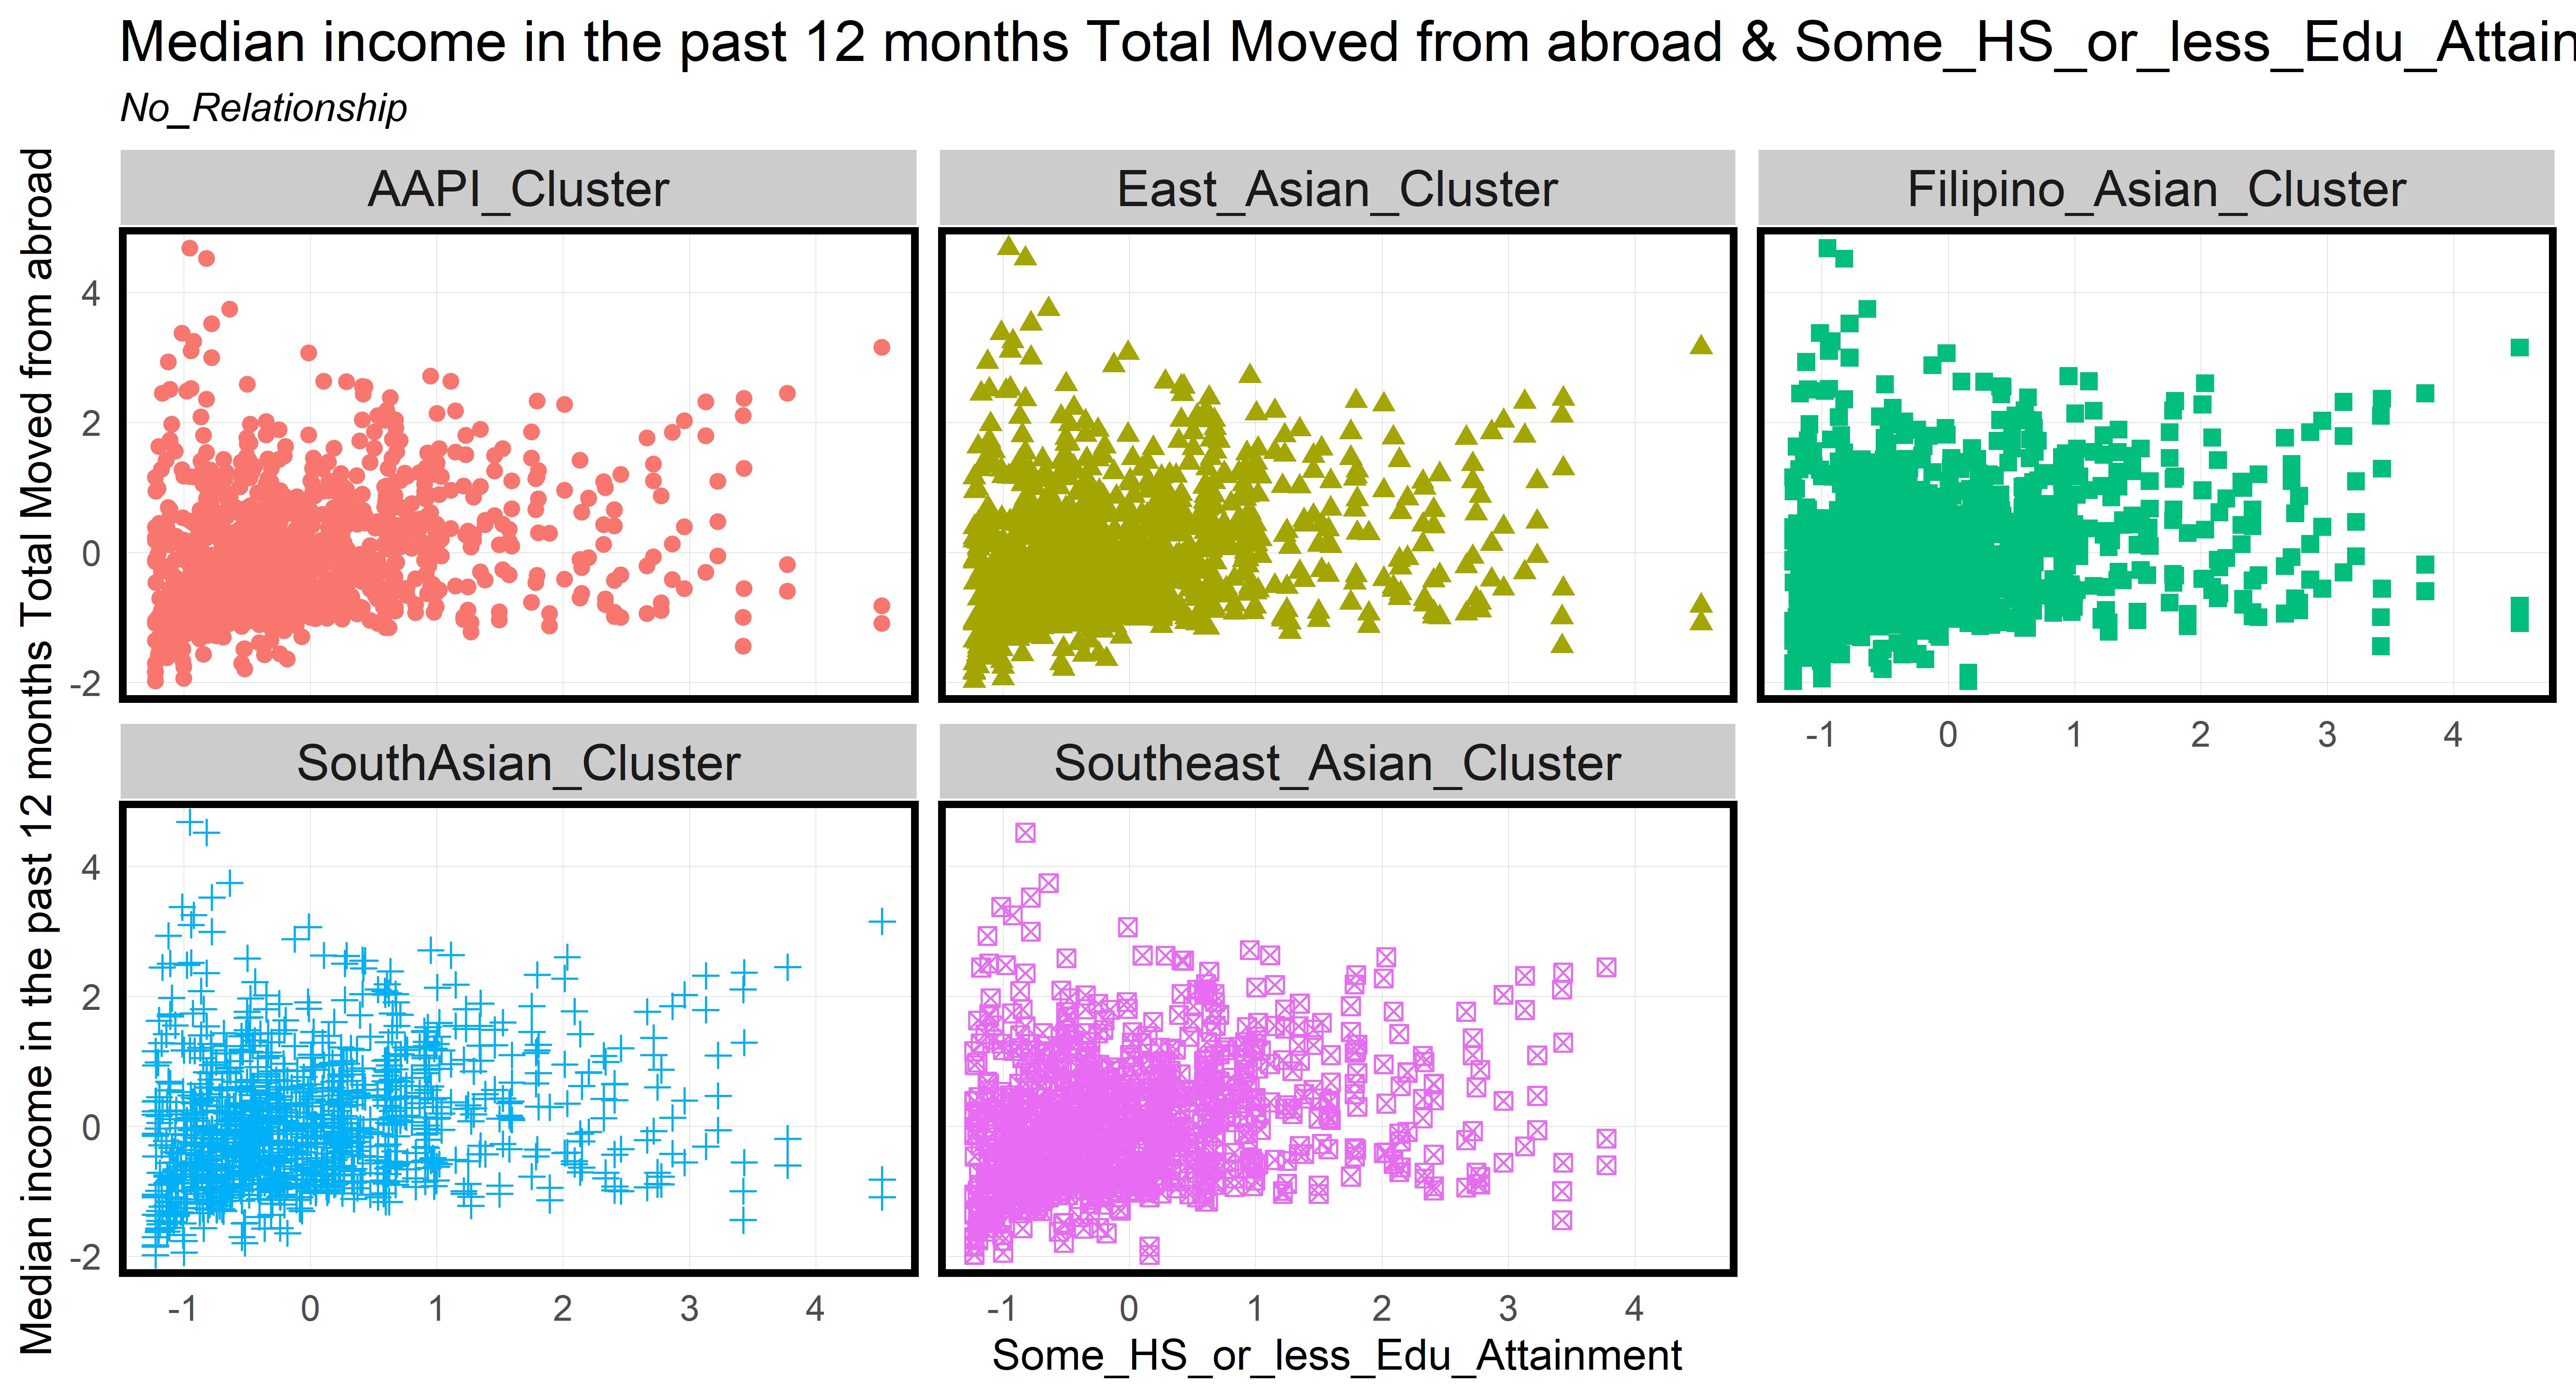 Median income in the past 12 months Total Moved from abroad & Some_HS_or_less_Edu_Attain
No_Relationship
Median income in the past 12 months Total Moved from abroad
AAPI_Cluster
East_Asian_Cluster
Filipino_Asian_Cluster
4
2
0
-2
-1 0 1 2 3 4
SouthAsian_Cluster
Southeast_Asian_Cluster
4
2
0
-2
-1 0 1 2 3 4
-1 0 1 2 3 4
Some_HS_or_less_Edu_Attainment